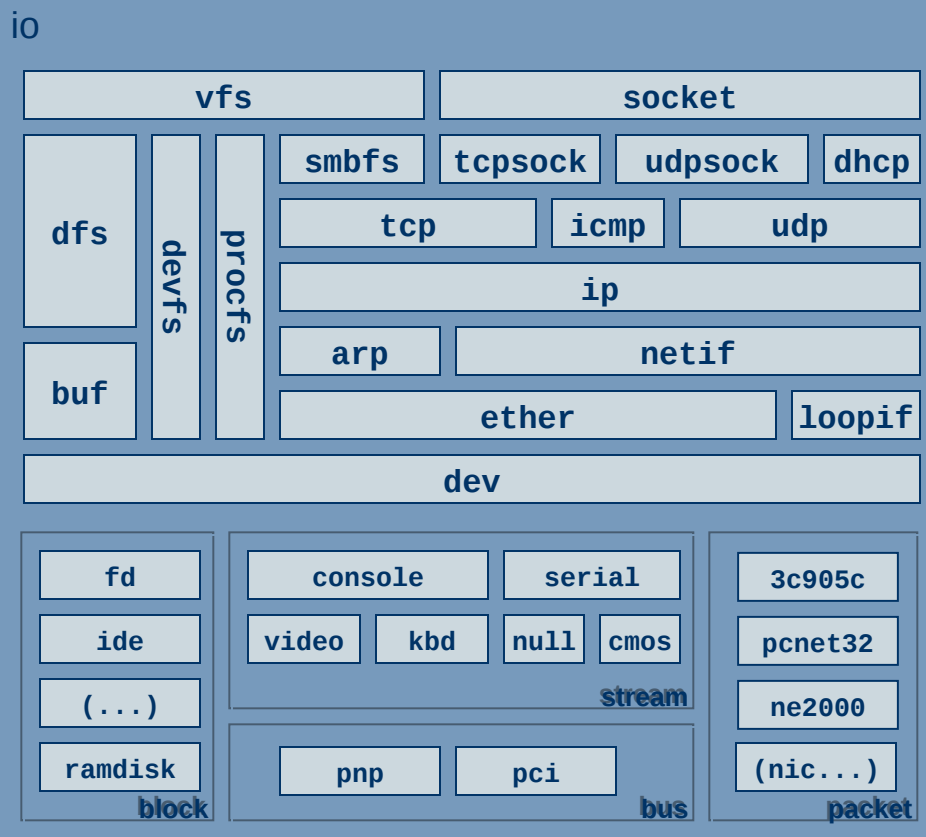 io
vfs
socket
smbfs
tcpsock
udpsock
dhcp
dfs
devfs
procfs
tcp
icmp
udp
ip
arp
netif
buf
ether
loopif
dev
fd
ide
(...)
ramdisk
block
console
serial
video
kbd
null
cmos
stream
pnp
pci
bus
3c905c
pcnet32
ne2000
(nic...)
packet